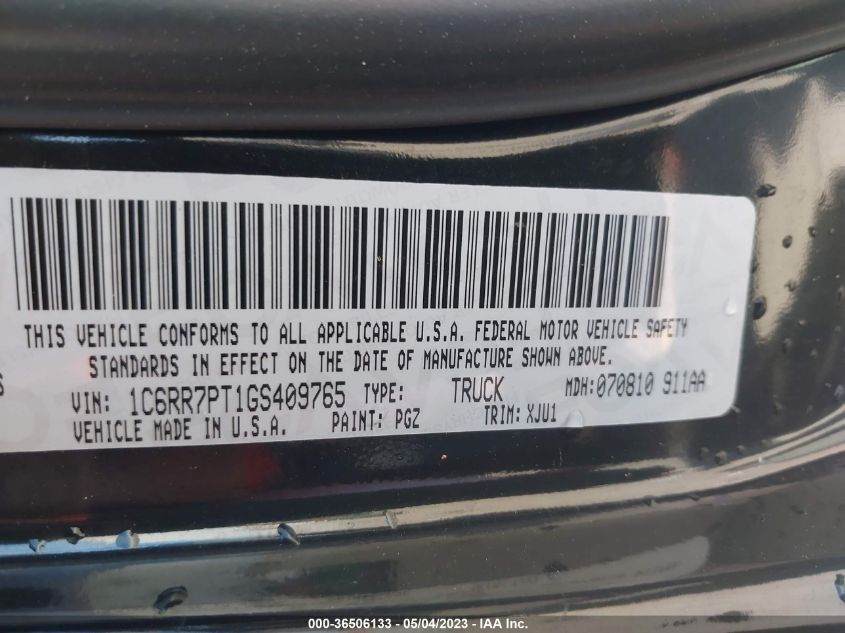 THIS VEHICLE CONFORMS TO ALL APPLICABLE U.S.A. FEDERAL MOTOR VEHICLE SAFETY
STANDARDS IN EFFECT ON THE DATE OF MANUFACTURE SHOWN ABOVE.
VIN: 1C6RR7PT1GS409765 TYPE: TRUCK MDH:070810 911AA
VEHICLE MADE IN U.S.A. PAINT: PGZ TRIM: XJU1
000-36506133 - 05/04/2023 - IAA Inc.